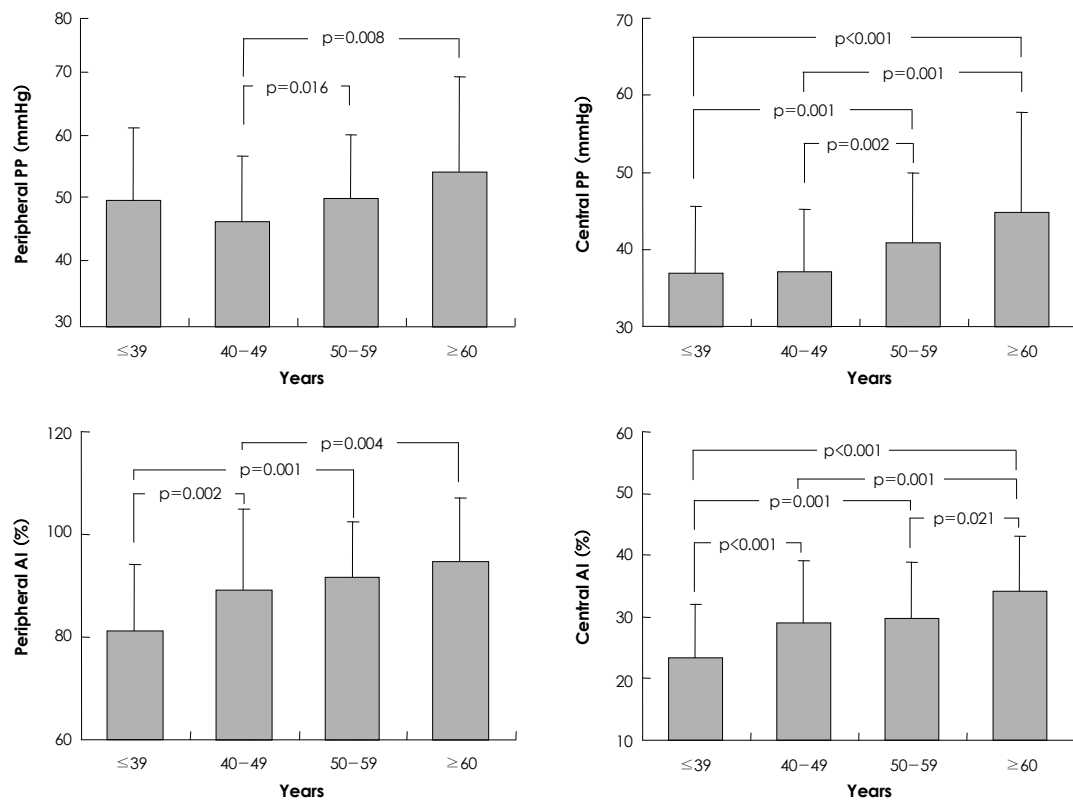 80
70
60
50
40
30
Peripheral PP (mmHg)
p=0.008
p=0.016
≤39 40−49 50−59 ≥60
Years
70
60
50
40
30
Central PP (mmHg)
p<0.001
p=0.001
p=0.001
p=0.002
≤39 40−49 50−59 ≥60
Years
120
100
80
60
Peripheral AI (%)
p=0.004
p=0.001
p=0.002
≤39 40−49 50−59 ≥60
Years
60
50
40
30
20
10
Central AI (%)
p<0.001
p=0.001
p=0.001
p=0.021
p<0.001
≤39 40−49 50−59 ≥60
Years